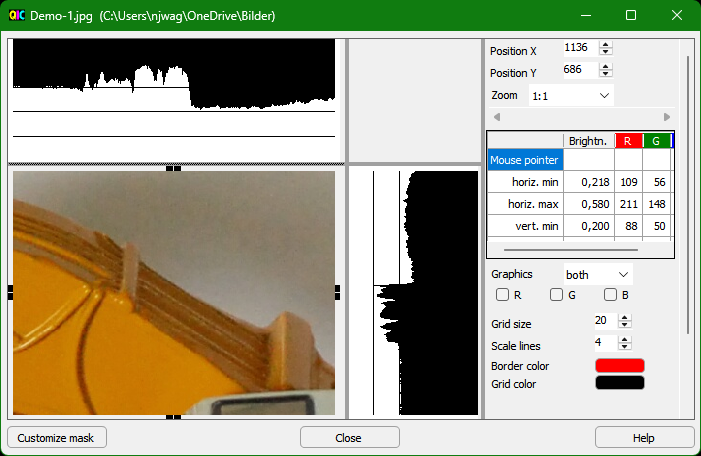 QIC Demo-1.jpg (C:\Users\njwag\OneDrive\Bilder)
Position X 1136
Position Y 686
Zoom 1:1
Brightn. R G
Mouse pointer
horiz. min 0,218 109 56
horiz. max 0,580 211 148
vert. min 0,200 88 50
Graphics both
R G B
Grid size 20
Scale lines 4
Border color
Grid color
Customize mask Close Help